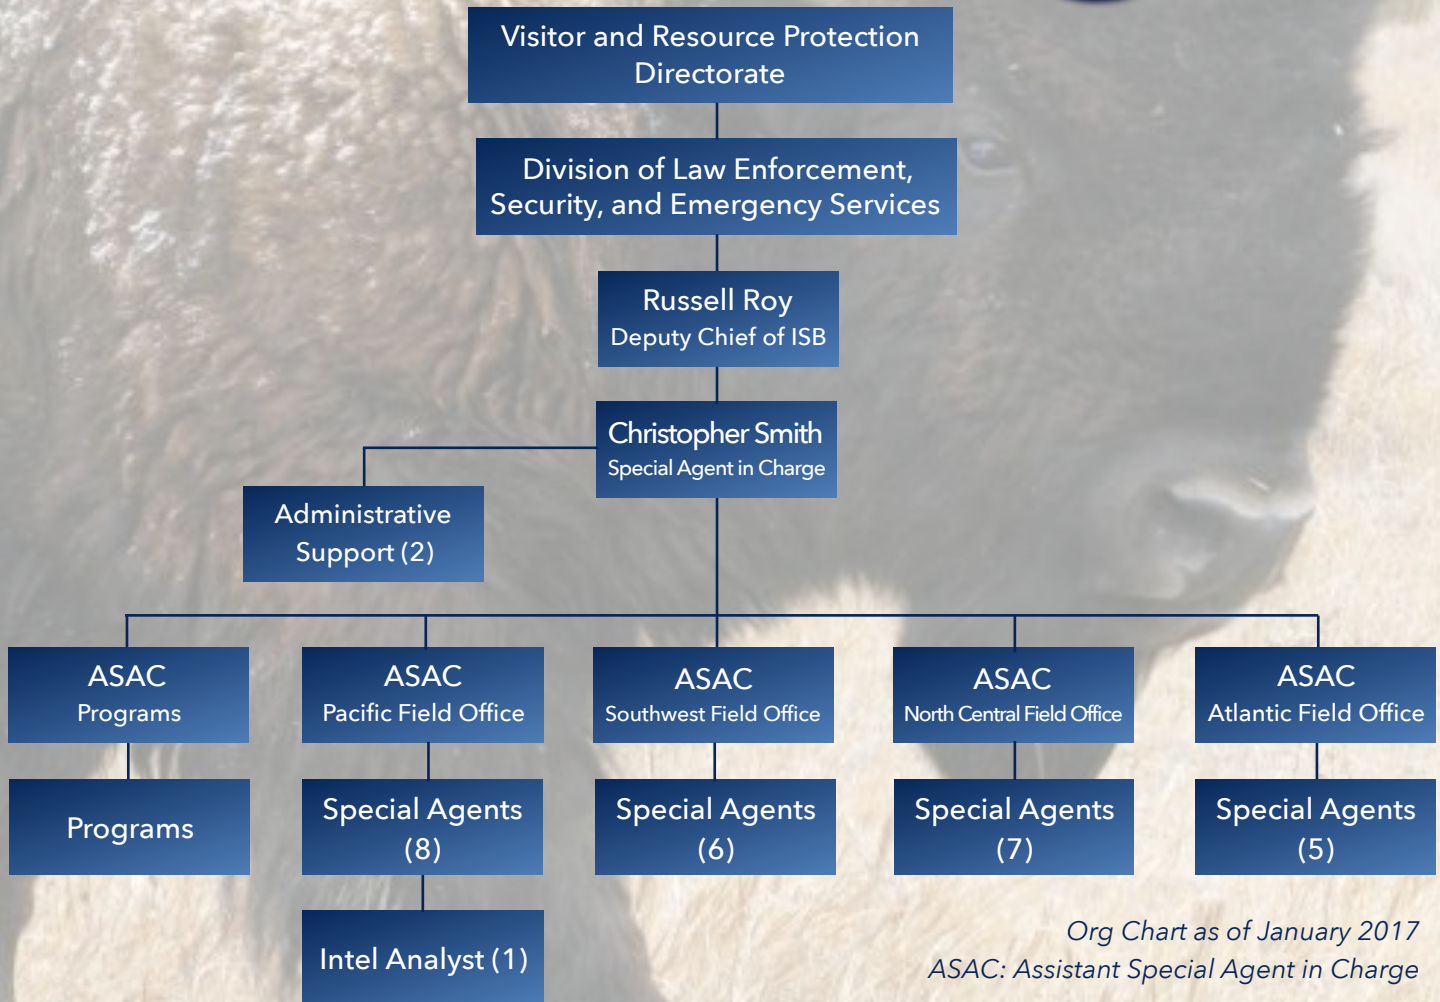 Visitor and Resource Protection
Directorate
Division of Law Enforcement,
Security, and Emergency Services
Russell Roy
Deputy Chief of ISB
Christopher Smith
Special Agent in Charge
Administrative
Support (2)
ASAC
Programs
ASAC
Pacific Field Office
ASAC
Southwest Field Office
ASAC
North Central Field Office
ASAC
Atlantic Field Office
Programs
Special Agents
(8)
Special Agents
(6)
Special Agents
(7)
Special Agents
(5)
Intel Analyst (1)
Org Chart as of January 2017
ASAC: Assistant Special Agent in Charge